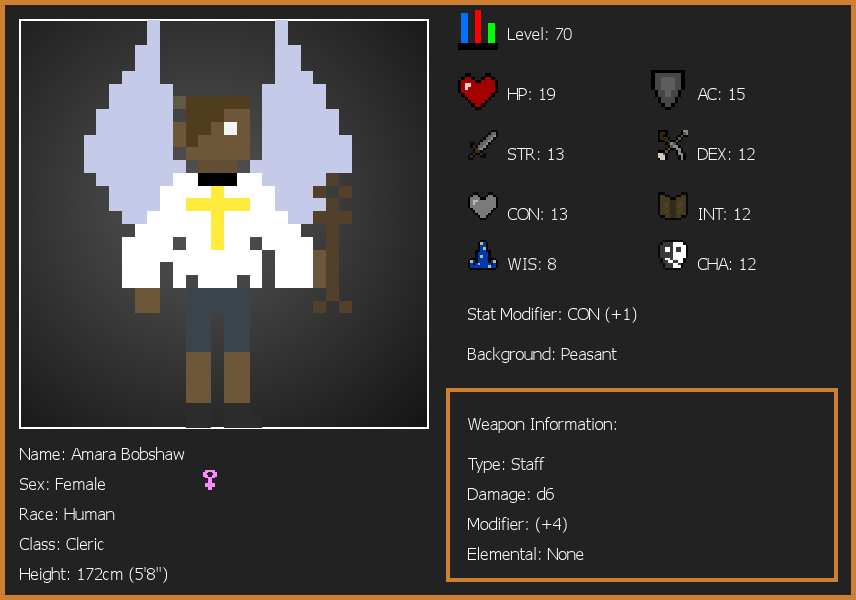 Level: 70
HP: 19
AC: 15
STR: 13
DEX: 12
CON: 13
INT: 12
WIS: 8
CHA: 12
Stat Modifier: CON (+1)
Background: Peasant
Weapon Information:
Type: Staff
Damage: d6
Modifier: (+4)
Elemental: None
Name: Amara Bobshaw
Sex: Female
Race: Human
Class: Cleric
Height: 172cm (5'8")